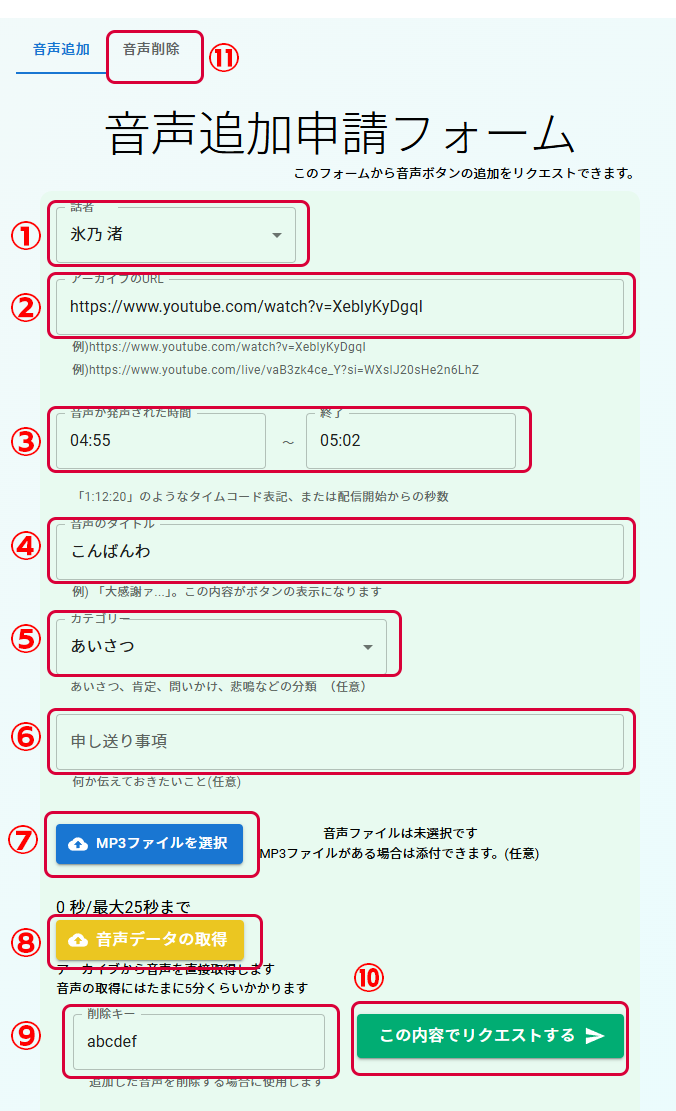 音声追加
音声削除
⑪
音声追加申請フォーム
このフォームから音声ボタンの追加をリクエストできます。
①
話者
氷乃 渚
②
アーカイブのURL
https://www.youtube.com/watch?v=XeblyKyDgqI
例)https://www.youtube.com/watch?v=XeblyKyDgqI
例)https://www.youtube.com/live/vaB3zk4ce_Y?si=WXslJ20sHe2n6LhZ
③
音声が発声された時間
04:55
～
終了
05:02
「1:12:20」のようなタイムコード表記、または配信開始からの秒数
④
音声のタイトル
こんばんわ
例) 「大感謝ァ...」。この内容がボタンの表示になります
⑤
カテゴリー
あいさつ
あいさつ、肯定、問いかけ、悲鳴などの分類 （任意）
⑥
申し送り事項
何か伝えておきたいこと(任意)
⑦
MP3ファイルを選択
音声ファイルは未選択です
MP3ファイルがある場合は添付できます。(任意)
0 秒/最大25秒まで
⑧
音声データの取得
アーカイブから音声を直接取得します
音声の取得にはたまに5分くらいかかります
⑨
削除キー
abcdef
追加した音声を削除する場合に使用します
⑩
この内容でリクエストする